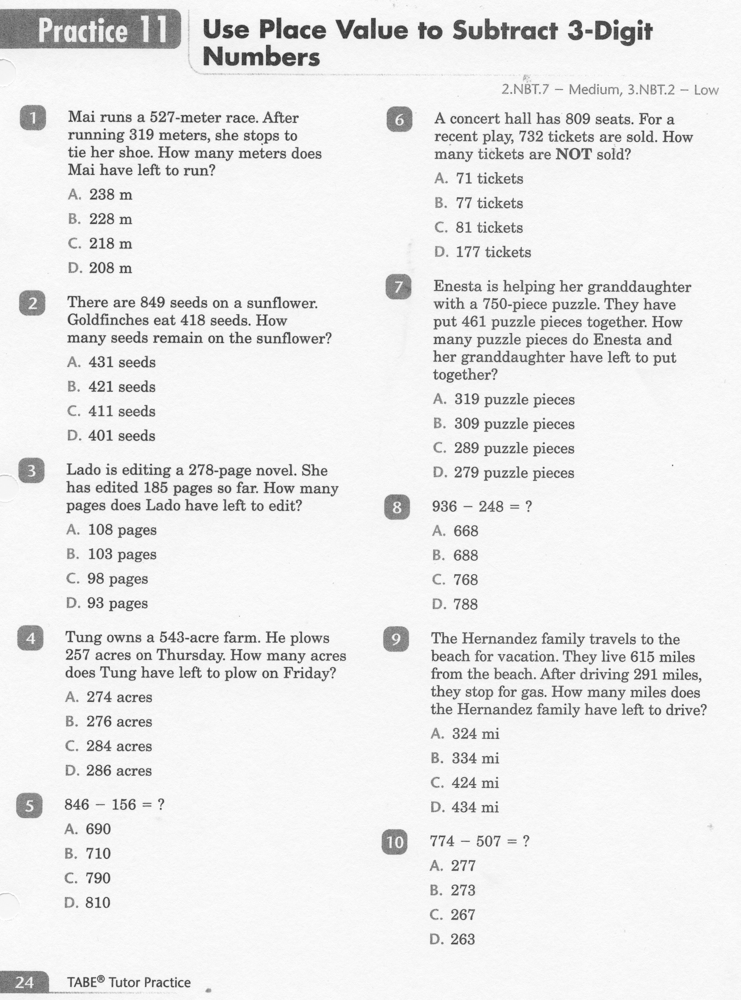 Practice 11
Use Place Value to Subtract 3-Digit
Numbers
2.NBT.7 – Medium, 3.NBT.2 – Low
1
Mai runs a 527-meter race. After
running 319 meters, she stops to
tie her shoe. How many meters does
Mai have left to run?
A. 238 m
B. 228 m
C. 218 m
D. 208 m
2
There are 849 seeds on a sunflower.
Goldfinches eat 418 seeds. How
many seeds remain on the sunflower?
A. 431 seeds
B. 421 seeds
C. 411 seeds
D. 401 seeds
3
Lado is editing a 278-page novel. She
has edited 185 pages so far. How many
pages does Lado have left to edit?
A. 108 pages
B. 103 pages
C. 98 pages
D. 93 pages
4
Tung owns a 543-acre farm. He plows
257 acres on Thursday. How many acres
does Tung have left to plow on Friday?
A. 274 acres
B. 276 acres
C. 284 acres
D. 286 acres
5
846 – 156 = ?
A. 690
B. 710
C. 790
D. 810
6
A concert hall has 809 seats. For a
recent play, 732 tickets are sold. How
many tickets are NOT sold?
A. 71 tickets
B. 77 tickets
C. 81 tickets
D. 177 tickets
7
Enesta is helping her granddaughter
with a 750-piece puzzle. They have
put 461 puzzle pieces together. How
many puzzle pieces do Enesta and
her granddaughter have left to put
together?
A. 319 puzzle pieces
B. 309 puzzle pieces
C. 289 puzzle pieces
D. 279 puzzle pieces
8
936 – 248 = ?
A. 668
B. 688
C. 768
D. 788
9
The Hernandez family travels to the
beach for vacation. They live 615 miles
from the beach. After driving 291 miles,
they stop for gas. How many miles does
the Hernandez family have left to drive?
A. 324 mi
B. 334 mi
C. 424 mi
D. 434 mi
10
774 – 507 = ?
A. 277
B. 273
C. 267
D. 263
24
TABE® Tutor Practice